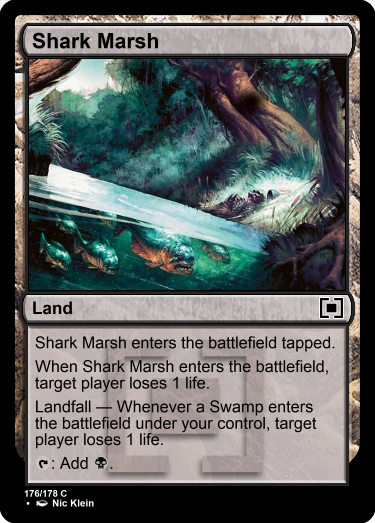 Shark Marsh
Land
Shark Marsh enters the battlefield tapped.
When Shark Marsh enters the battlefield,
target player loses 1 life.
Landfall — Whenever a Swamp enters
the battlefield under your control, target
player loses 1 life.
: Add .
176/178 C
• Nic Klein